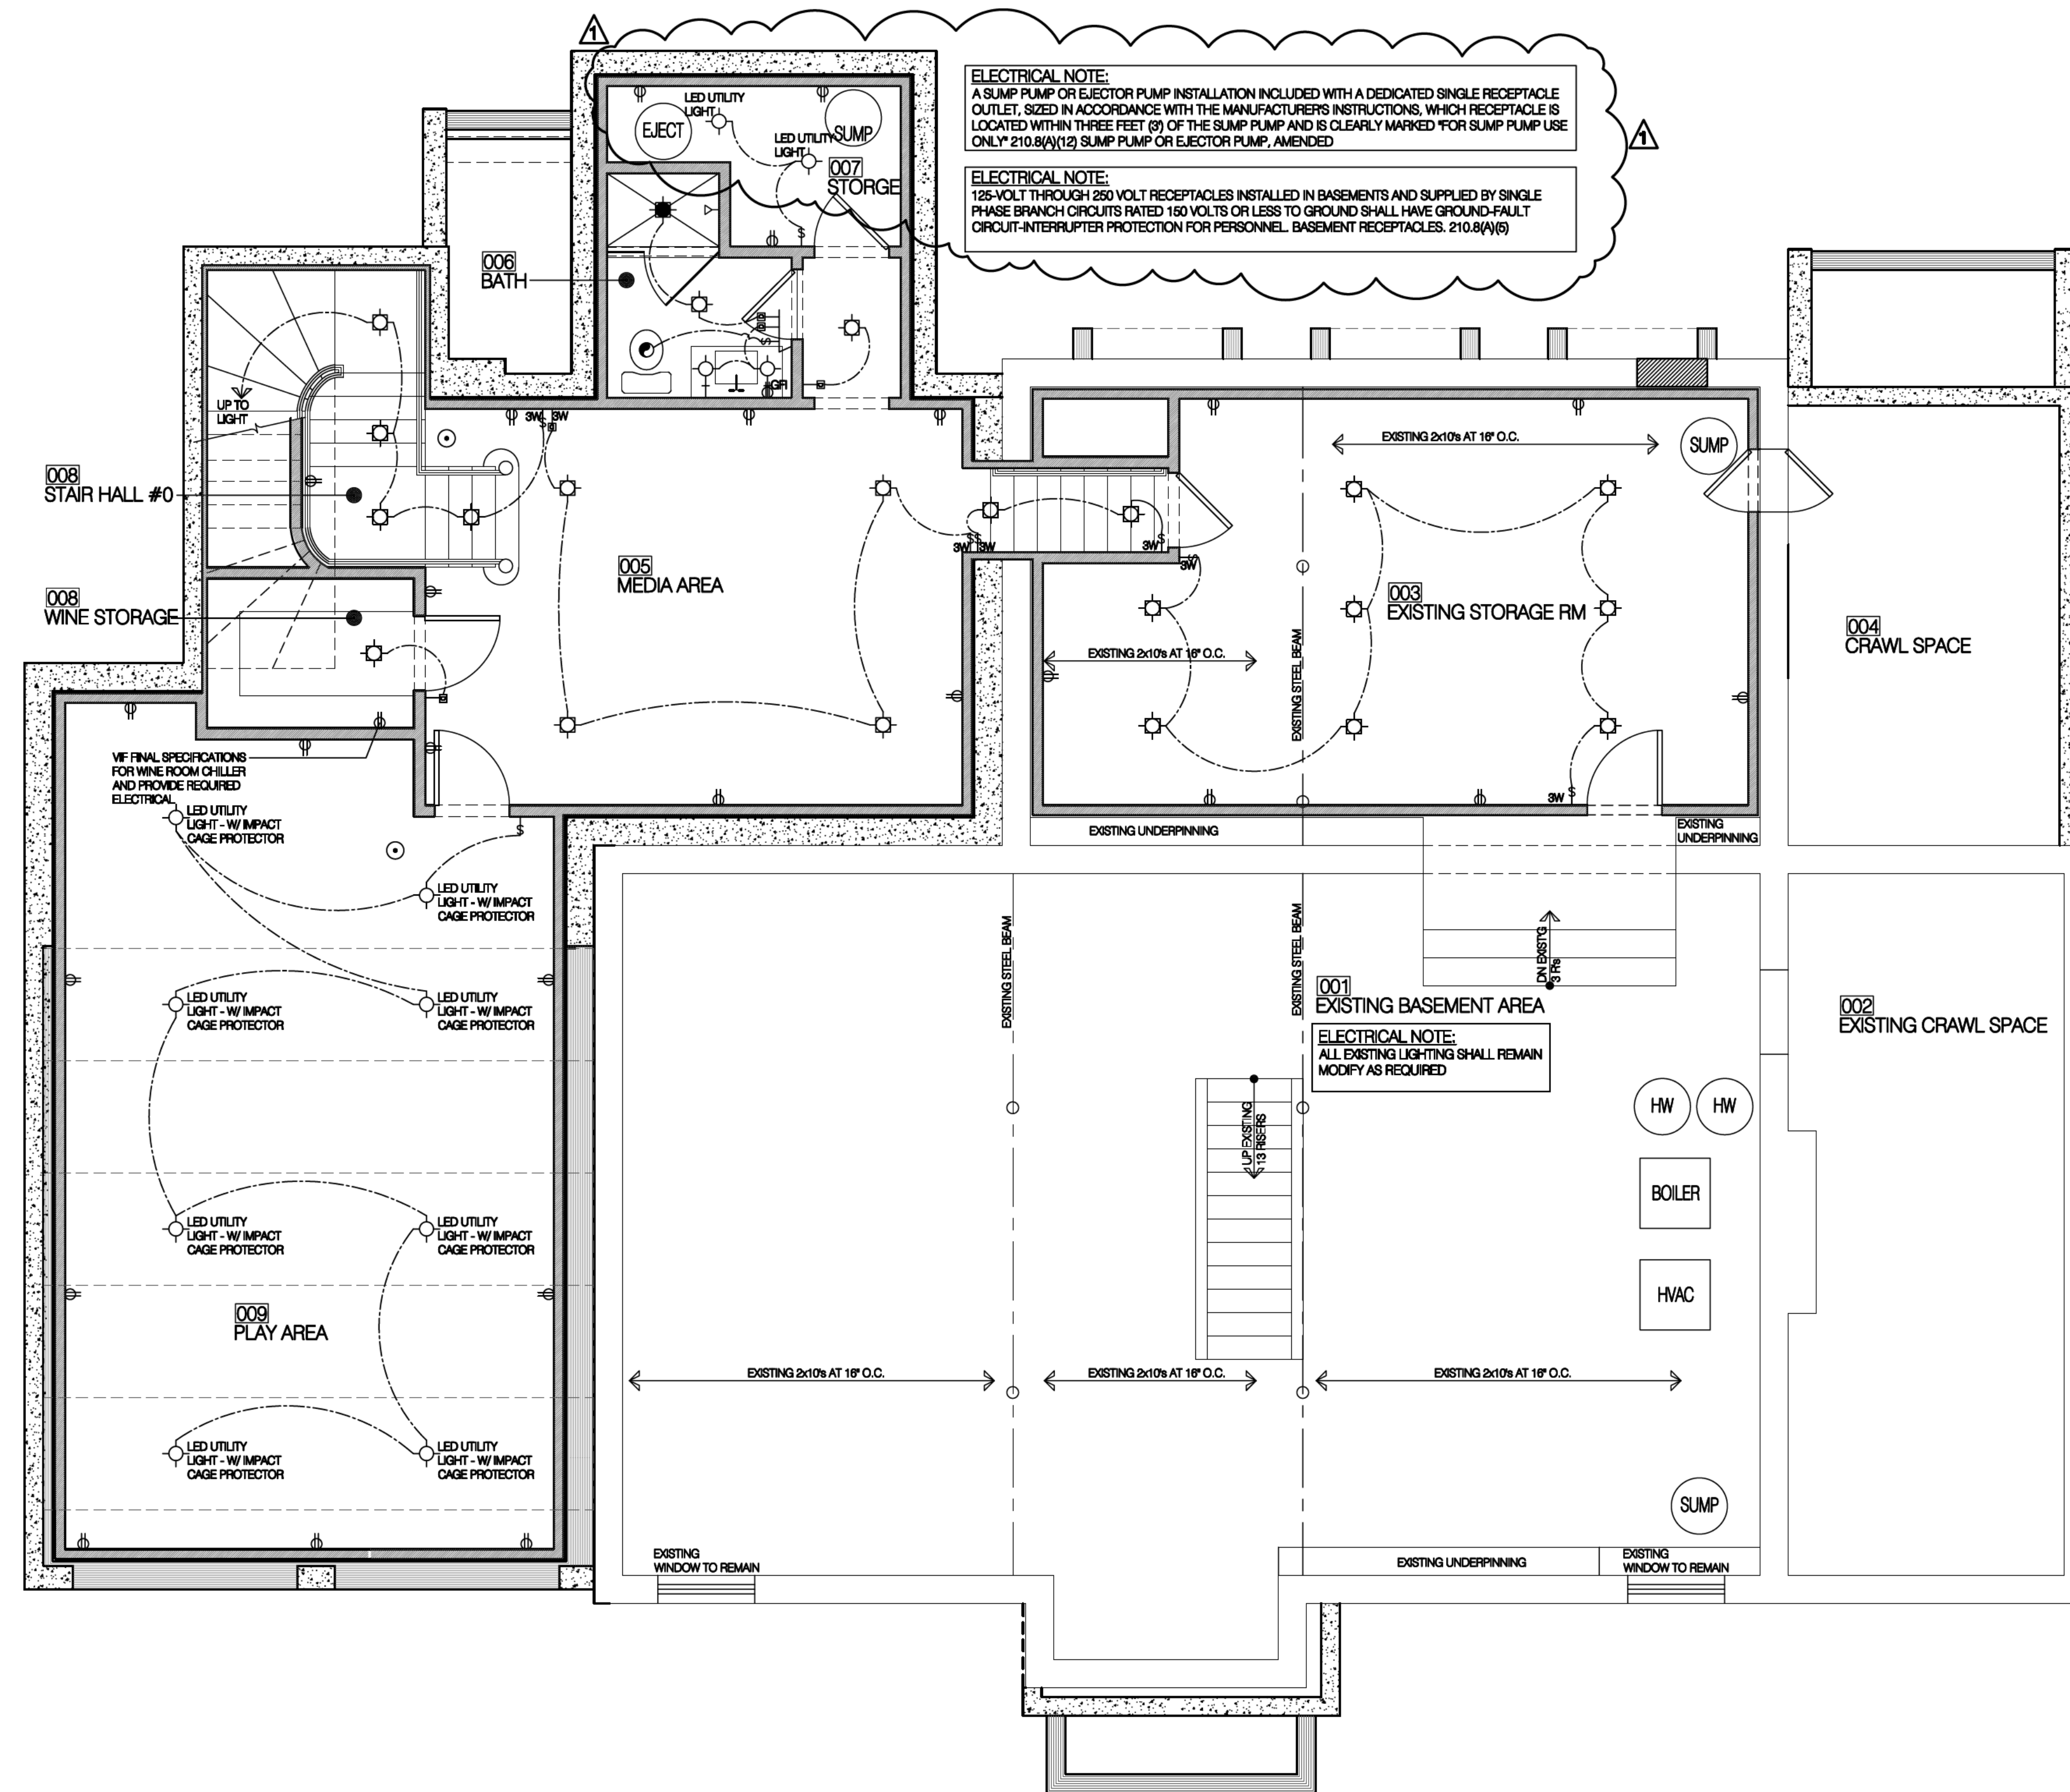 1
ELECTRICAL NOTE:
A SUMP PUMP OR EJECTOR PUMP INSTALLATION INCLUDED WITH A DEDICATED SINGLE RECEPTACLE
OUTLET, SIZED IN ACCORDANCE WITH THE MANUFACTURER'S INSTRUCTIONS, WHICH RECEPTACLE IS
LOCATED WITHIN THREE FEET (3') OF THE SUMP PUMP AND IS CLEARLY MARKED "FOR SUMP PUMP USE
ONLY" 210.8(A)(12) SUMP PUMP OR EJECTOR PUMP, AMENDED
1
ELECTRICAL NOTE:
125-VOLT THROUGH 250 VOLT RECEPTACLES INSTALLED IN BASEMENTS AND SUPPLIED BY SINGLE
PHASE BRANCH CIRCUITS RATED 150 VOLTS OR LESS TO GROUND SHALL HAVE GROUND-FAULT
CIRCUIT-INTERRUPTER PROTECTION FOR PERSONNEL. BASEMENT RECEPTACLES. 210.8(A)(5)
LED UTILITY
LIGHT
EJECT
SUMP
LED UTILITY
LIGHT
007
STORGE
S
006
BATH
S
GFI
UP TO
LIGHT
3W
S
3W
008
STAIR HALL #0
008
WINE STORAGE
005
MEDIA AREA
S
S
3W
3W
S
3W
S
3W
EXISTING 2x10's AT 16" O.C.
SUMP
003
EXISTING STORAGE RM
EXISTING 2x10's AT 16" O.C.
EXISTING STEEL BEAM
004
CRAWL SPACE
3W
S
EXISTING UNDERPINNING
EXISTING
UNDERPINNING
VIF FINAL SPECIFICATIONS
FOR WINE ROOM CHILLER
AND PROVIDE REQUIRED
ELECTRICAL
LED UTILITY
LIGHT - W/ IMPACT
CAGE PROTECTOR
S
LED UTILITY
LIGHT - W/ IMPACT
CAGE PROTECTOR
LED UTILITY
LIGHT - W/ IMPACT
CAGE PROTECTOR
LED UTILITY
LIGHT - W/ IMPACT
CAGE PROTECTOR
LED UTILITY
LIGHT - W/ IMPACT
CAGE PROTECTOR
LED UTILITY
LIGHT - W/ IMPACT
CAGE PROTECTOR
009
PLAY AREA
LED UTILITY
LIGHT - W/ IMPACT
CAGE PROTECTOR
LED UTILITY
LIGHT - W/ IMPACT
CAGE PROTECTOR
EXISTING STEEL BEAM
EXISTING STEEL BEAM
DN EXIST'G
3 R's
001
EXISTING BASEMENT AREA
ELECTRICAL NOTE:
ALL EXISTING LIGHTING SHALL REMAIN
MODIFY AS REQUIRED
002
EXISTING CRAWL SPACE
UP EXISTING
13 RISERS
HW
HW
BOILER
HVAC
EXISTING 2x10's AT 16" O.C.
EXISTING 2x10's AT 16" O.C.
EXISTING 2x10's AT 16" O.C.
SUMP
EXISTING
WINDOW TO REMAIN
EXISTING UNDERPINNING
EXISTING
WINDOW TO REMAIN